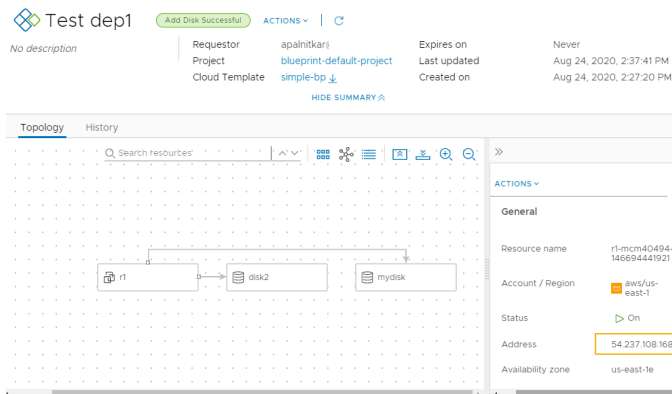 Test dep1
Add Disk Successful
ACTIONS
No description
Requestor apalnitkar
Expires on Never
Project blueprint-default-project
Last updated Aug 24, 2020, 2:37:41 PM
Cloud Template simple-bp
Created on Aug 24, 2020, 2:27:20 PM
HIDE SUMMARY
Topology History
Search resources
ACTIONS
General
Resource name r1-mcm40494-
146694441921
Account / Region aws/us-
east-1
Status On
Address 54.237.108.168
Availability zone us-east-1e
r1
disk2
mydisk